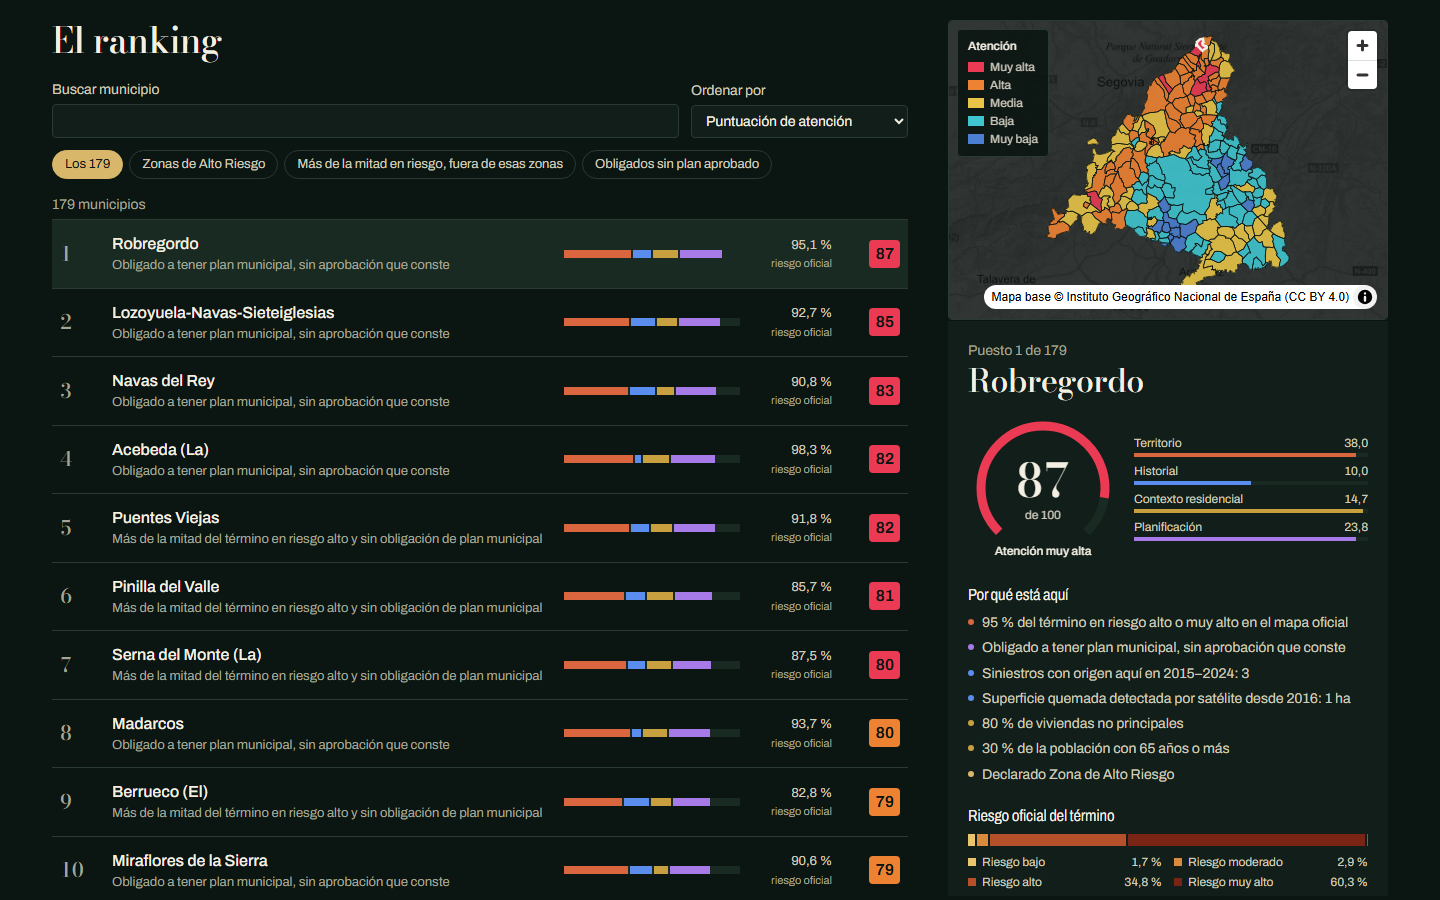 El ranking
Buscar municipio
Ordenar por
Puntuación de atención
Los 179
Zonas de Alto Riesgo
Más de la mitad en riesgo, fuera de esas zonas
Obligados sin plan aprobado
179 municipios
1
Robregordo
Obligado a tener plan municipal, sin aprobación que conste
95,1 %
riesgo oficial
87
2
Lozoyuela-Navas-Sieteiglesias
Obligado a tener plan municipal, sin aprobación que conste
92,7 %
riesgo oficial
85
3
Navas del Rey
Obligado a tener plan municipal, sin aprobación que conste
90,8 %
riesgo oficial
83
4
Acebeda (La)
Obligado a tener plan municipal, sin aprobación que conste
98,3 %
riesgo oficial
82
5
Puentes Viejas
Más de la mitad del término en riesgo alto y sin obligación de plan municipal
91,8 %
riesgo oficial
82
6
Pinilla del Valle
Más de la mitad del término en riesgo alto y sin obligación de plan municipal
85,7 %
riesgo oficial
81
7
Serna del Monte (La)
Más de la mitad del término en riesgo alto y sin obligación de plan municipal
87,5 %
riesgo oficial
80
8
Madarcos
Obligado a tener plan municipal, sin aprobación que conste
93,7 %
riesgo oficial
80
9
Berrueco (El)
Más de la mitad del término en riesgo alto y sin obligación de plan municipal
82,8 %
riesgo oficial
79
10
Miraflores de la Sierra
Obligado a tener plan municipal, sin aprobación que conste
90,6 %
riesgo oficial
79
Atención
Muy alta
Alta
Media
Baja
Muy baja
Parque Natural
Segovia
Talavera de
+
−
Mapa base © Instituto Geográfico Nacional de España (CC BY 4.0)
Puesto 1 de 179
Robregordo
87
de 100
Atención muy alta
Territorio 38,0
Historial 10,0
Contexto residencial 14,7
Planificación 23,8
Por qué está aquí
95 % del término en riesgo alto o muy alto en el mapa oficial
Obligado a tener plan municipal, sin aprobación que conste
Siniestros con origen aquí en 2015–2024: 3
Superficie quemada detectada por satélite desde 2016: 1 ha
80 % de viviendas no principales
30 % de la población con 65 años o más
Declarado Zona de Alto Riesgo
Riesgo oficial del término
Riesgo bajo 1,7 %
Riesgo moderado 2,9 %
Riesgo alto 34,8 %
Riesgo muy alto 60,3 %